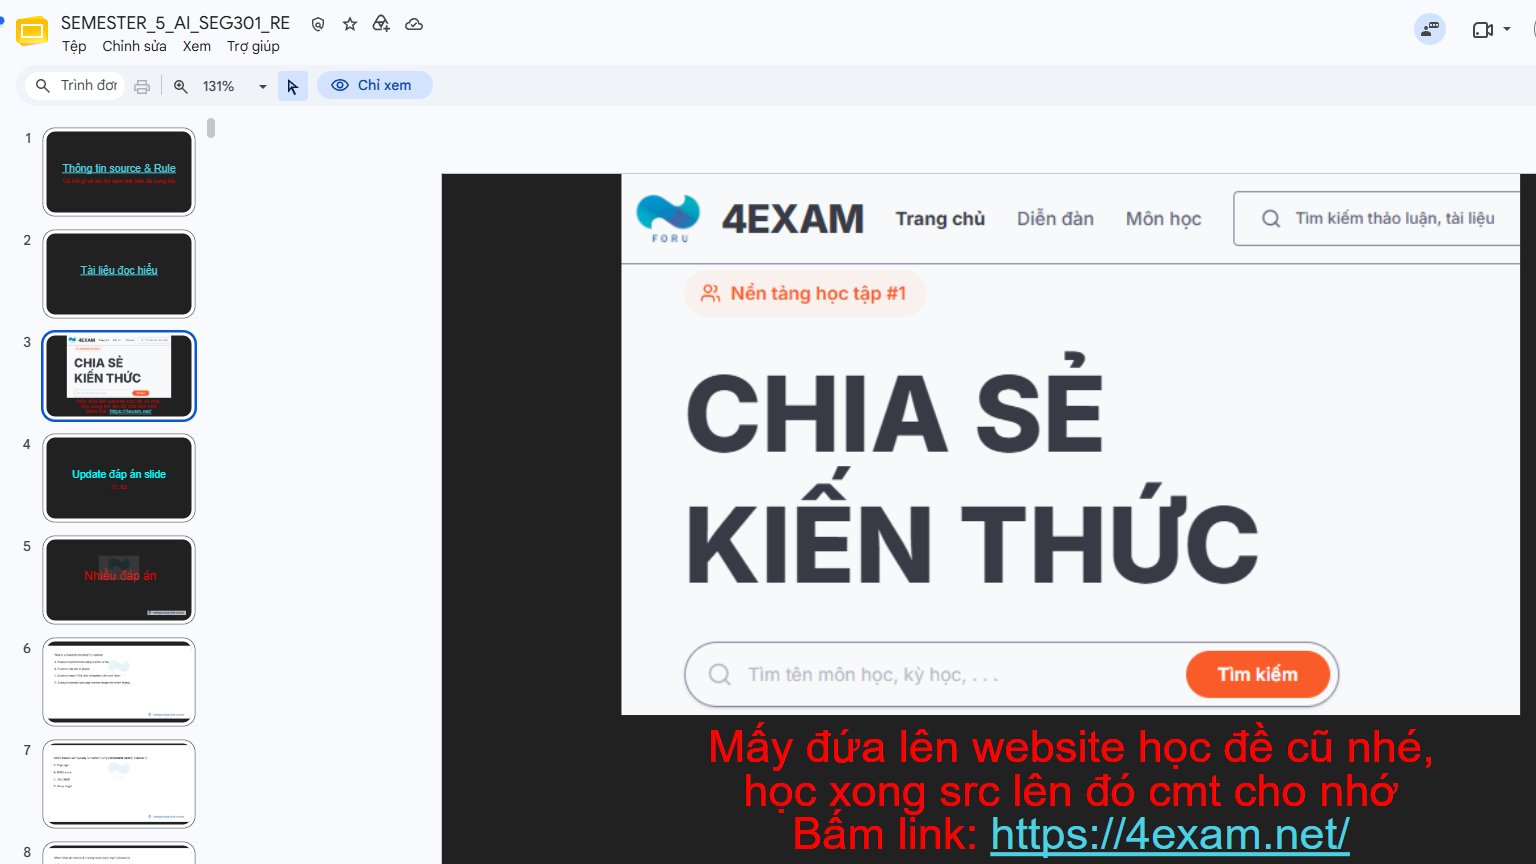 SEMESTER_5_AI_SEG301_RE
Tệp Chỉnh sửa Xem Trợ giúp
Trình đơn 131% Chỉ xem
1
Thông tin source & Rule
2
Tài liệu đọc hiểu
3
4EXAM
CHIA SẺ
KIẾN THỨC
https://4exam.net/
4
Update đáp án slide
5
Nhiều đáp án
6
7
8
FORU
4EXAM Trang chủ Diễn đàn Môn học Tìm kiếm thảo luận, tài liệu
Nền tảng học tập #1
CHIA SẺ
KIẾN THỨC
Tìm tên môn học, kỳ học, . . . Tìm kiếm
Mấy đứa lên website học đề cũ nhé,
học xong src lên đó cmt cho nhớ
Bấm link: https://4exam.net/